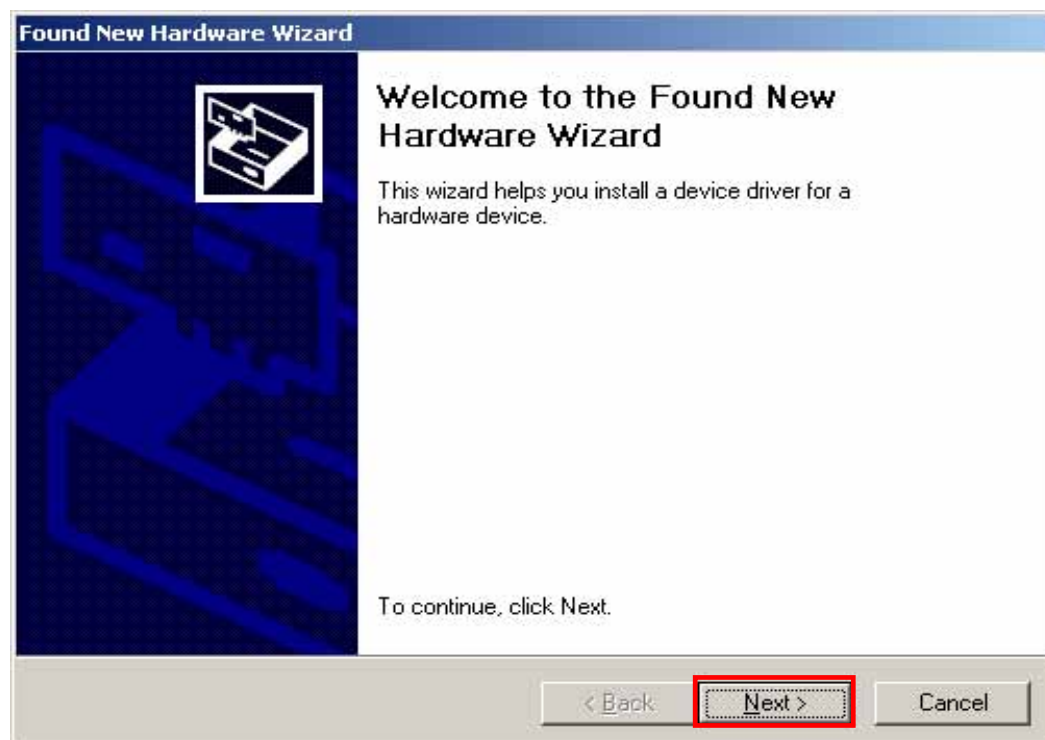 Found New Hardware Wizard
Welcome to the Found New
Hardware Wizard
This wizard helps you install a device driver for a
hardware device.
To continue, click Next.
< Back
Next >
Cancel